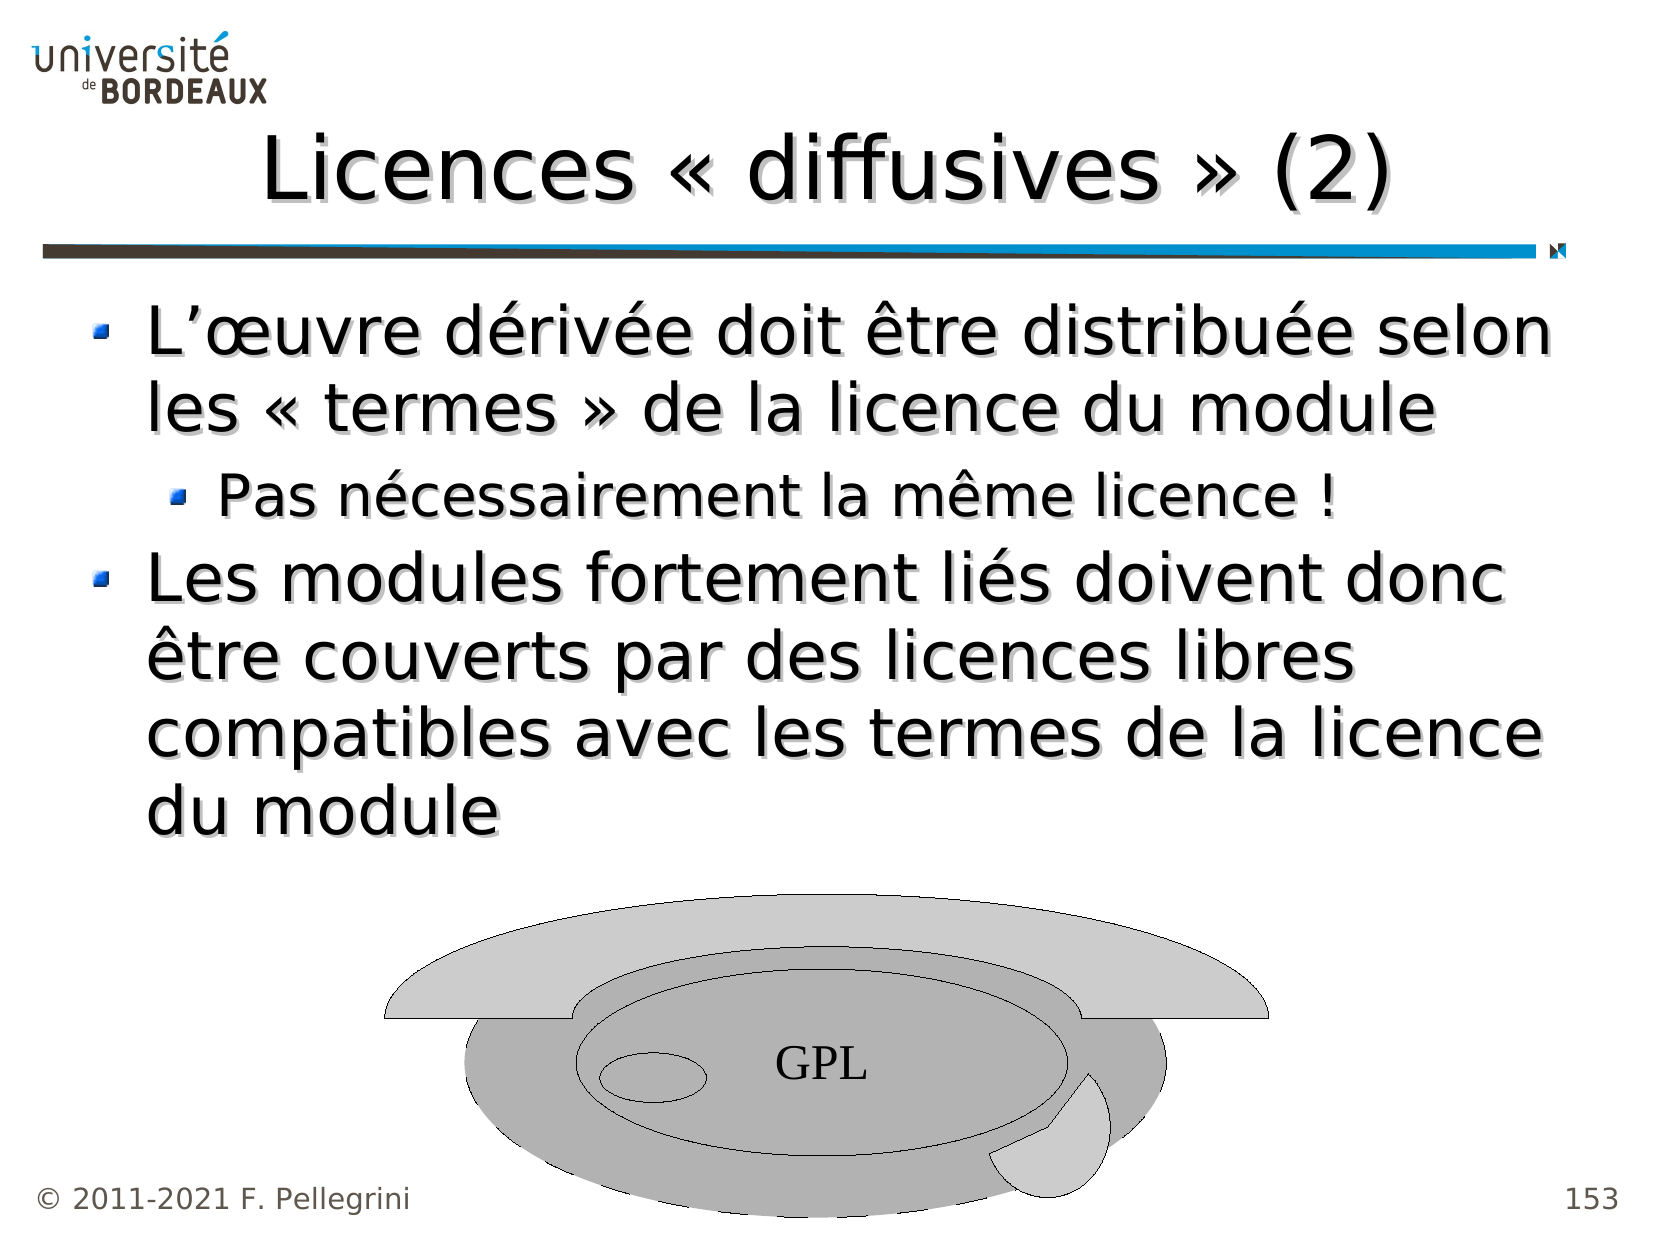 université
de BORDEAUX
Licences « diffusives » (2)
L’œuvre dérivée doit être distribuée selon
les « termes » de la licence du module
Pas nécessairement la même licence !
Les modules fortement liés doivent donc
être couverts par des licences libres
compatibles avec les termes de la licence
du module
GPL
© 2011-2021 F. Pellegrini
153